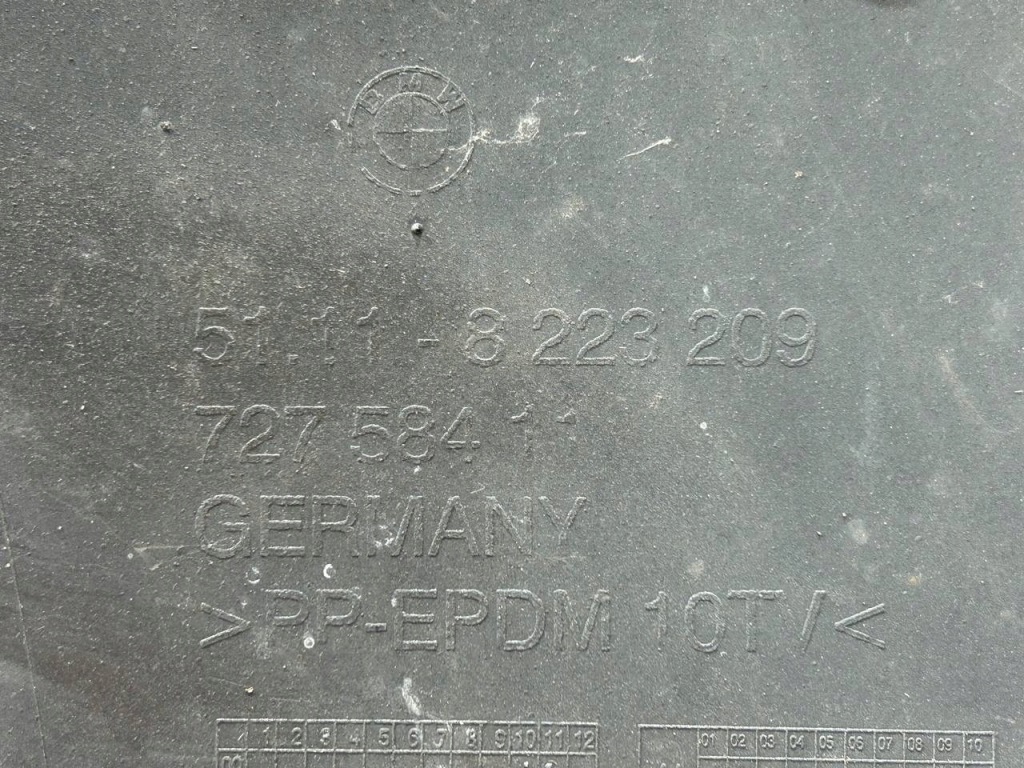 BMW
51.11 - 8 223 209
727 584 11
GERMANY
>PP-EPDM 10TV<
1 2 3 4 5 6 7 8 9 10 11 12
01 02 03 04 05 06 07 08 09 10